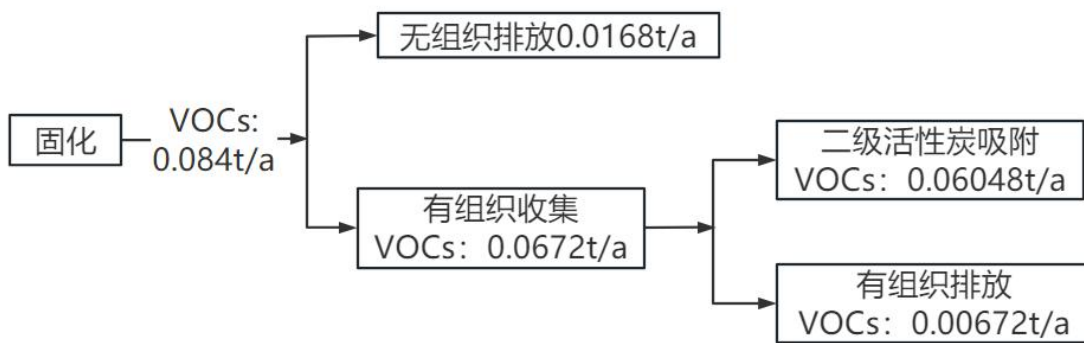 无组织排放0.0168t/a
固化
VOCs:
0.084t/a
二级活性炭吸附
VOCs：0.06048t/a
有组织收集
VOCs：0.0672t/a
有组织排放
VOCs：0.00672t/a